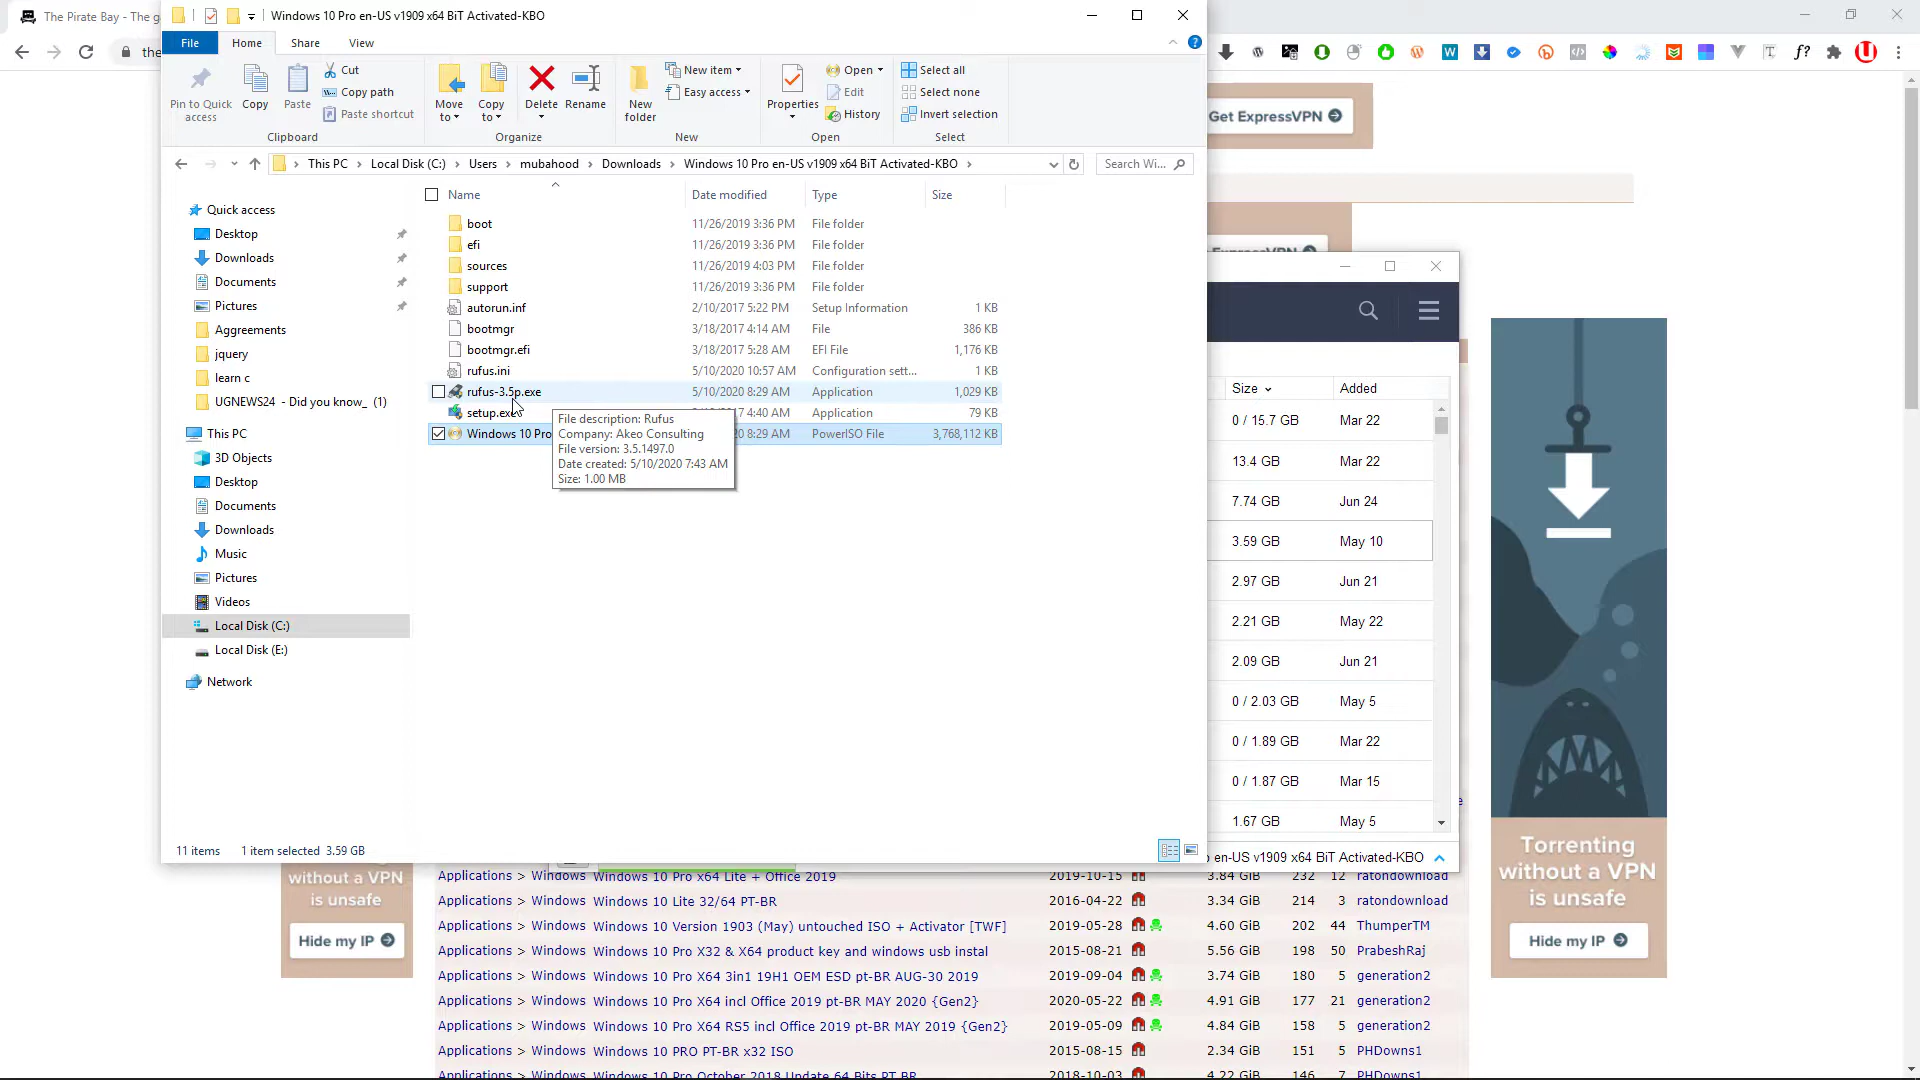 The Pirate Bay - The g
the
Windows 10 Pro en-US v1909 x64 BiT Activated-KBO
File
Home
Share
View
Pin to Quick access
Copy
Paste
Cut
Copy path
Paste shortcut
Clipboard
Move to
Copy to
Delete
Rename
Organize
New folder
New item
Easy access
New
Properties
Open
Edit
History
Open
Select all
Select none
Invert selection
Select
This PC > Local Disk (C:) > Users > mubahood > Downloads > Windows 10 Pro en-US v1909 x64 BiT Activated-KBO >
Search Wi...
Quick access
Desktop
Downloads
Documents
Pictures
Aggreements
jquery
learn c
UGNEWS24 - Did you know_ (1)
This PC
3D Objects
Desktop
Documents
Downloads
Music
Pictures
Videos
Local Disk (C:)
Local Disk (E:)
Network
Name Date modified Type Size
boot 11/26/2019 3:36 PM File folder
efi 11/26/2019 3:36 PM File folder
sources 11/26/2019 4:03 PM File folder
support 11/26/2019 3:36 PM File folder
autorun.inf 2/10/2017 5:22 PM Setup Information 1 KB
bootmgr 3/18/2017 4:14 AM File 386 KB
bootmgr.efi 3/18/2017 5:28 AM EFI File 1,176 KB
rufus.ini 5/10/2020 10:57 AM Configuration sett... 1 KB
rufus-3.5p.exe 5/10/2020 8:29 AM Application 1,029 KB
setup.exe 17 4:40 AM Application 79 KB
Windows 10 Pro 20 8:29 AM PowerISO File 3,768,112 KB
File description: Rufus
Company: Akeo Consulting
File version: 3.5.1497.0
Date created: 5/10/2020 7:43 AM
Size: 1.00 MB
11 items 1 item selected 3.59 GB
Get ExpressVPN
ExpressVPN
Size Added
0 / 15.7 GB Mar 22
13.4 GB Mar 22
7.74 GB Jun 24
3.59 GB May 10
2.97 GB Jun 21
2.21 GB May 22
2.09 GB Jun 21
0 / 2.03 GB May 5
0 / 1.89 GB Mar 22
0 / 1.87 GB Mar 15
1.67 GB May 5
o en-US v1909 x64 BiT Activated-KBO
Torrenting
without a VPN
is unsafe
Hide my IP
without a VPN
is unsafe
Hide my IP
Applications > Windows Windows 10 Pro x64 Lite + Office 2019 2019-10-15 3.84 GiB 232 12 ratondownload
Applications > Windows Windows 10 Lite 32/64 PT-BR 2016-04-22 3.34 GiB 214 3 ratondownload
Applications > Windows Windows 10 Version 1903 (May) untouched ISO + Activator [TWF] 2019-05-28 4.60 GiB 202 44 ThumperTM
Applications > Windows Windows 10 Pro X32 & X64 product key and windows usb instal 2015-08-21 5.56 GiB 198 50 PrabeshRaj
Applications > Windows Windows 10 Pro X64 3in1 19H1 OEM ESD pt-BR AUG-30 2019 2019-09-04 3.74 GiB 180 5 generation2
Applications > Windows Windows 10 Pro X64 incl Office 2019 pt-BR MAY 2020 {Gen2} 2020-05-22 4.91 GiB 177 21 generation2
Applications > Windows Windows 10 Pro X64 RS5 incl Office 2019 pt-BR MAY 2019 {Gen2} 2019-05-09 4.84 GiB 158 5 generation2
Applications > Windows Windows 10 PRO PT-BR x32 ISO 2015-08-15 2.34 GiB 151 5 PHDowns1
Applications > Windows Windows 10 Pro October 2018 Update 64 Bits PT BR 2018-10-03 4.22 GiB 146 7 PHDowns1